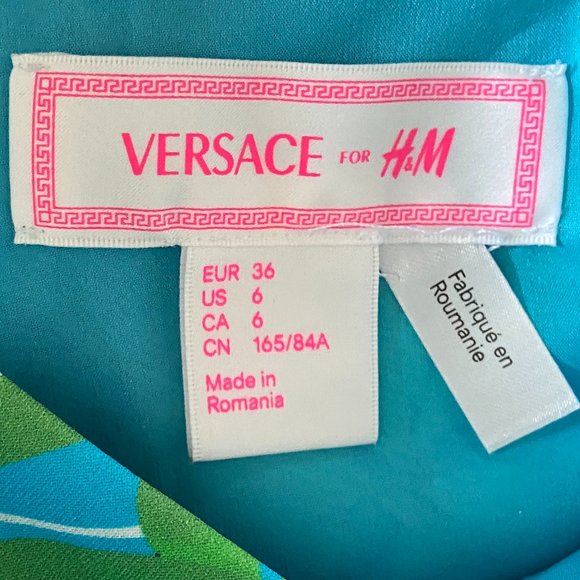 VERSACE FOR H&M
EUR 36
US 6
CA 6
CN 165/84A
Made in
Romania
Fabriqué en
Roumanie